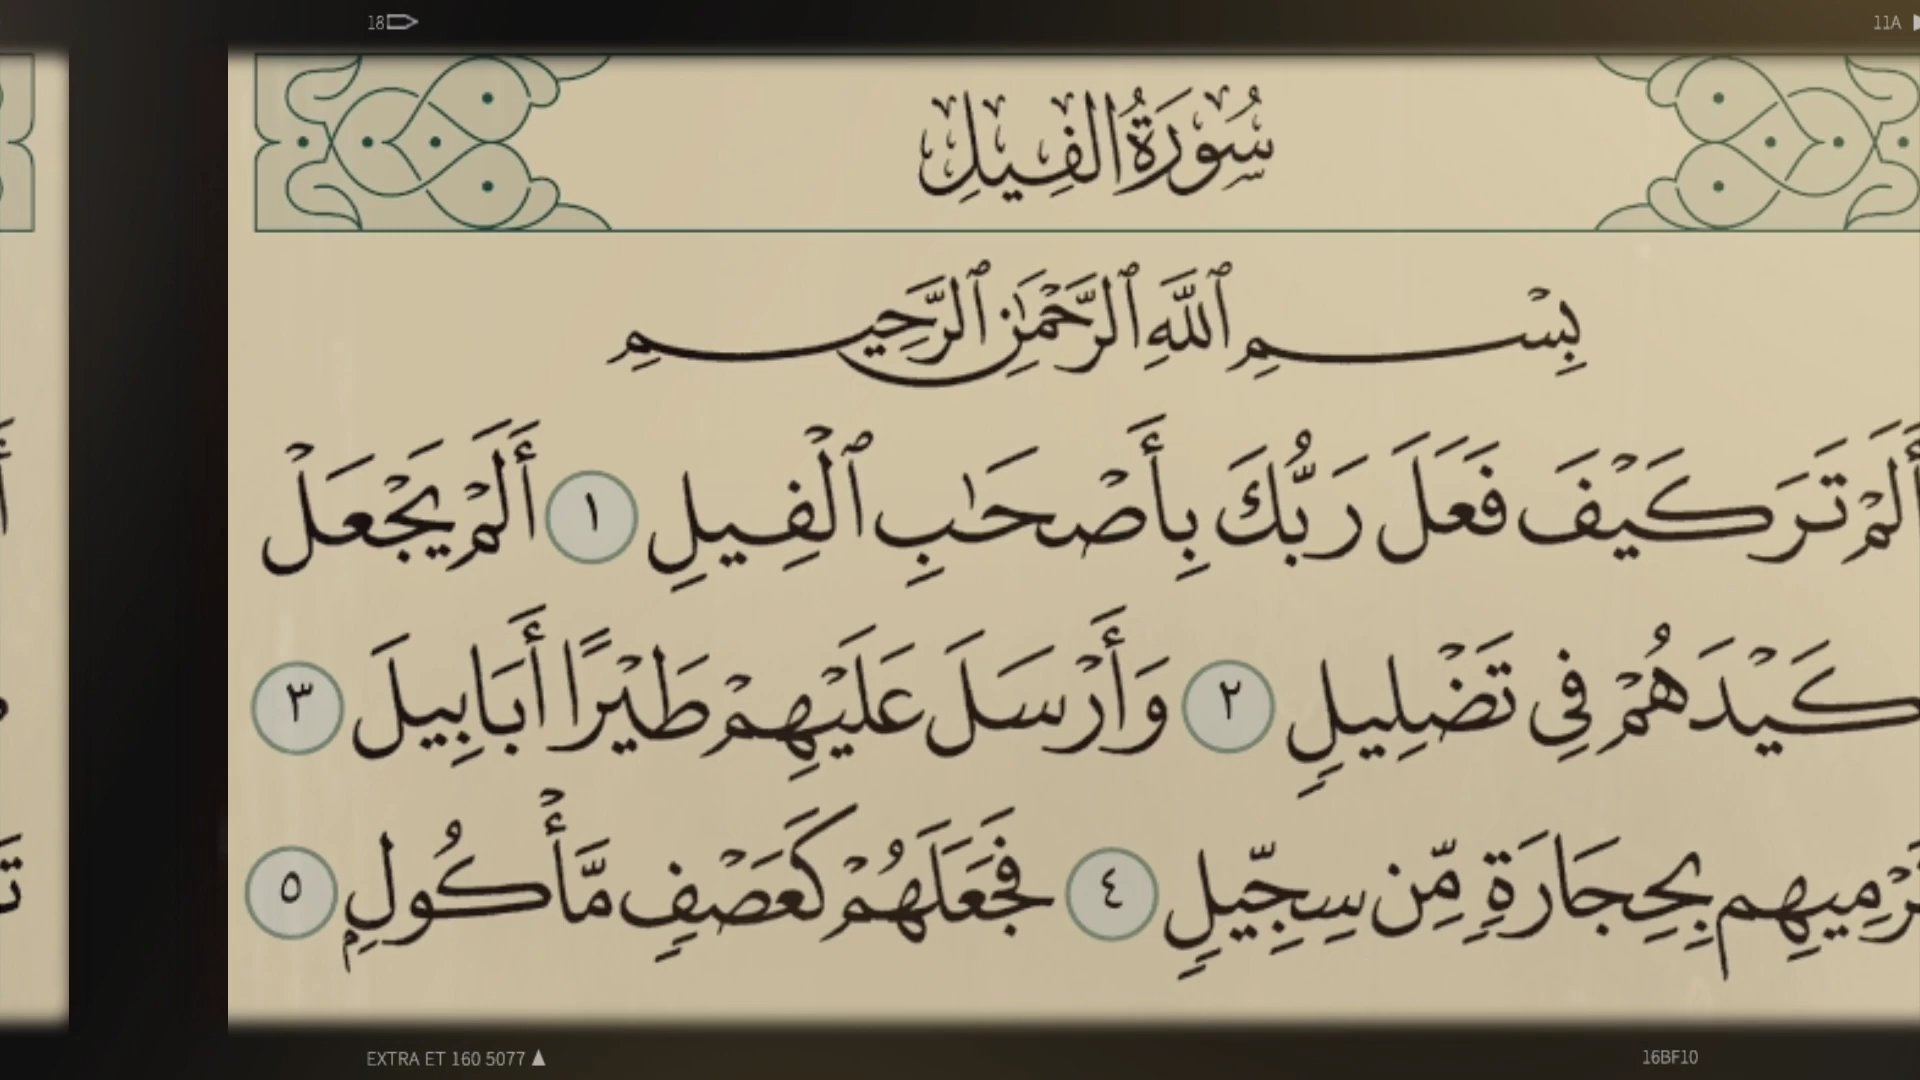 18 11A
سُورَةُ الفِيلِ
بِسْمِ ٱللَّهِ ٱلرَّحْمَٰنِ ٱلرَّحِيمِ
أَلَمْ تَرَ كَيْفَ فَعَلَ رَبُّكَ بِأَصْحَٰبِ ٱلْفِيلِ ١ أَلَمْ يَجْعَلْ
كَيْدَهُمْ فِى تَضْلِيلٍ ٢ وَأَرْسَلَ عَلَيْهِمْ طَيْرًا أَبَابِيلَ ٣
تَرْمِيهِم بِحِجَارَةٍ مِّن سِجِّيلٍ ٤ فَجَعَلَهُمْ كَعَصْفٍ مَّأْكُولٍۭ ٥
EXTRA ET 160 5077 16BF10